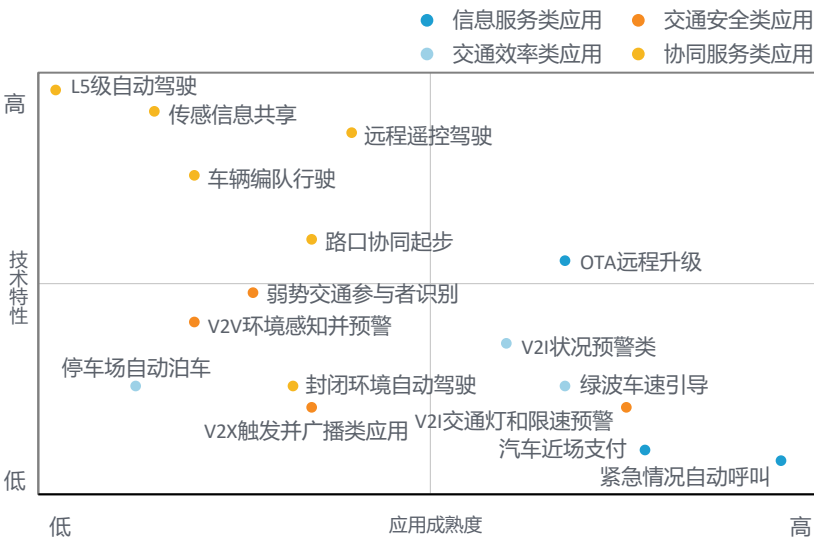 信息服务类应用
交通安全类应用
交通效率类应用
协同服务类应用
高
L5级自动驾驶
传感信息共享
远程遥控驾驶
车辆编队行驶
路口协同起步
OTA远程升级
技术特性
弱势交通参与者识别
V2V环境感知并预警
V2I状况预警类
停车场自动泊车
封闭环境自动驾驶
绿波车速引导
V2X触发并广播类应用
V2I交通灯和限速预警
汽车近场支付
紧急情况自动呼叫
低
低
应用成熟度
高